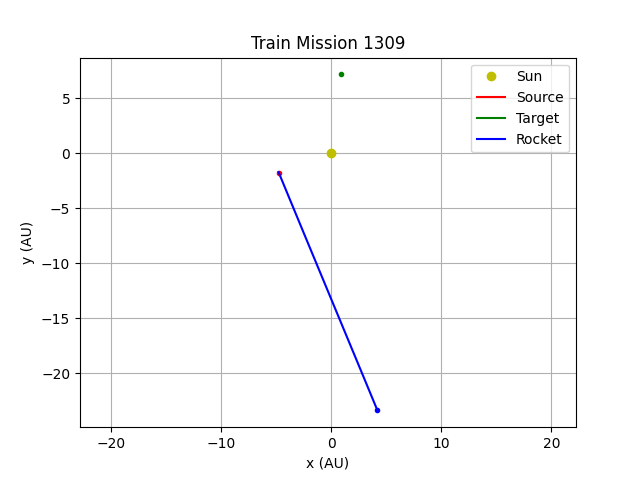 Train Mission 1309
Sun
Source
Target
Rocket
5
0
−5
−10
−15
−20
y (AU)
−20
−10
0
10
20
x (AU)